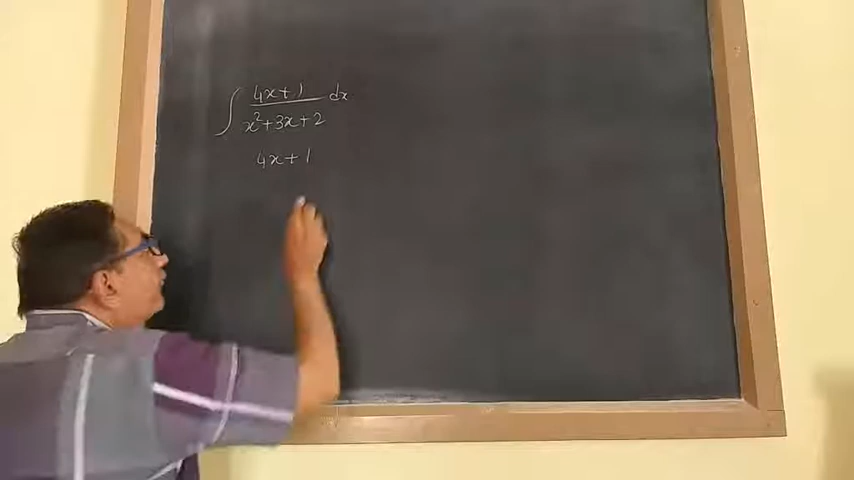 ∫ (4x+1)/(x²+3x+2) dx
4x+1